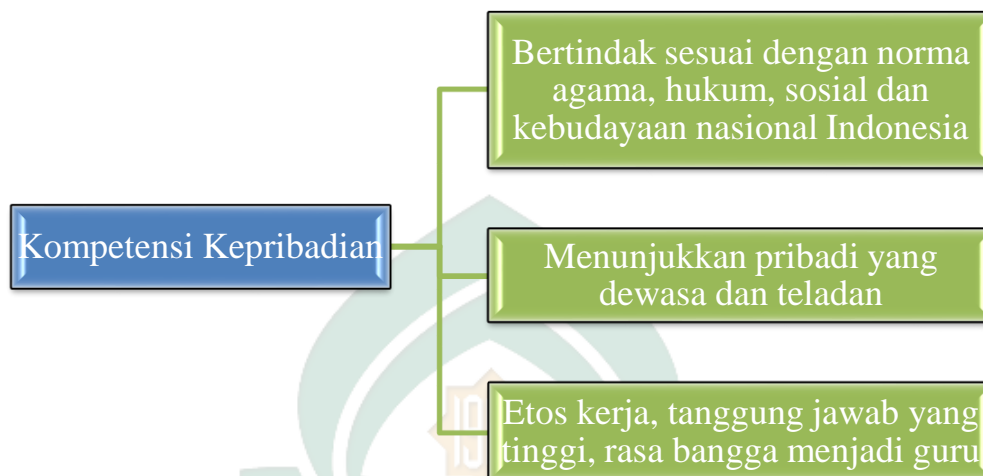 Bertindak sesuai dengan norma
agama, hukum, sosial dan
kebudayaan nasional Indonesia
Kompetensi Kepribadian
Menunjukkan pribadi yang
dewasa dan teladan
Etos kerja, tanggung jawab yang
tinggi, rasa bangga menjadi guru